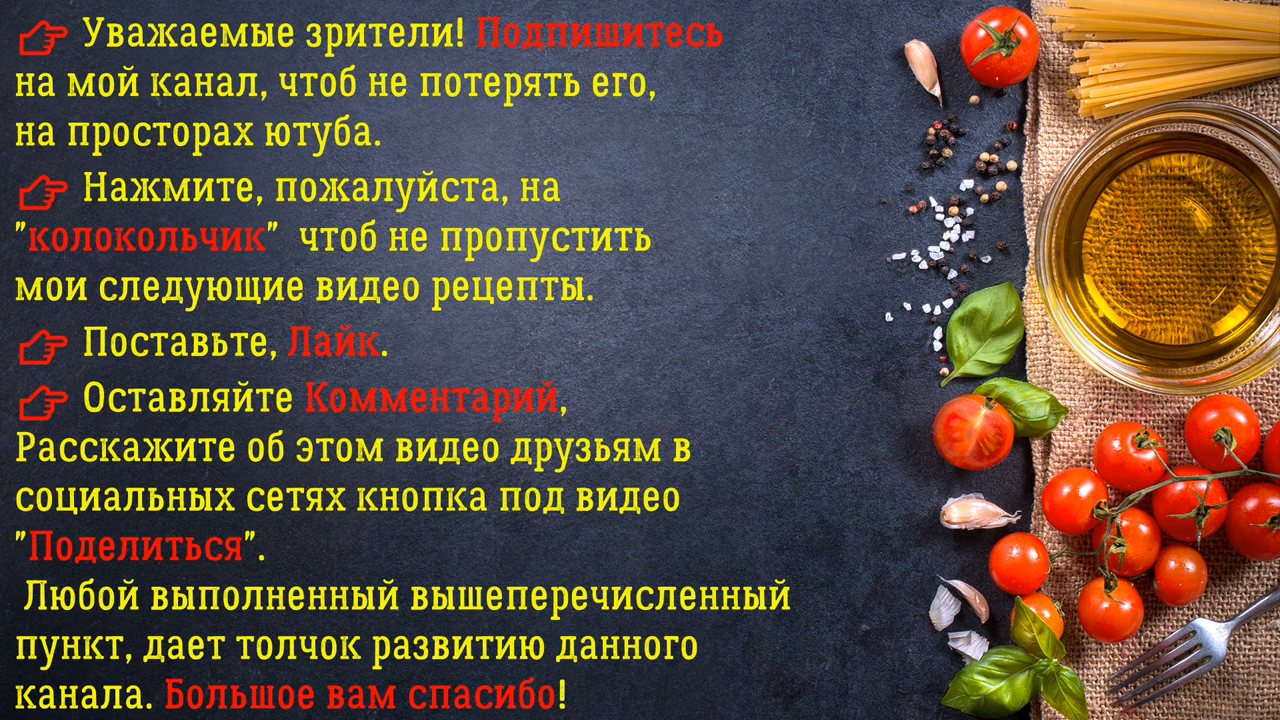 Уважаемые зрители! Подпишитесь
на мой канал, чтоб не потерять его,
на просторах ютуба.
Нажмите, пожалуйста, на
"колокольчик" чтоб не пропустить
мои следующие видео рецепты.
Поставьте, Лайк.
Оставляйте Комментарий,
Расскажите об этом видео друзьям в
социальных сетях кнопка под видео
"Поделиться".
Любой выполненный вышеперечисленный
пункт, дает толчок развитию данного
канала. Большое вам спасибо!